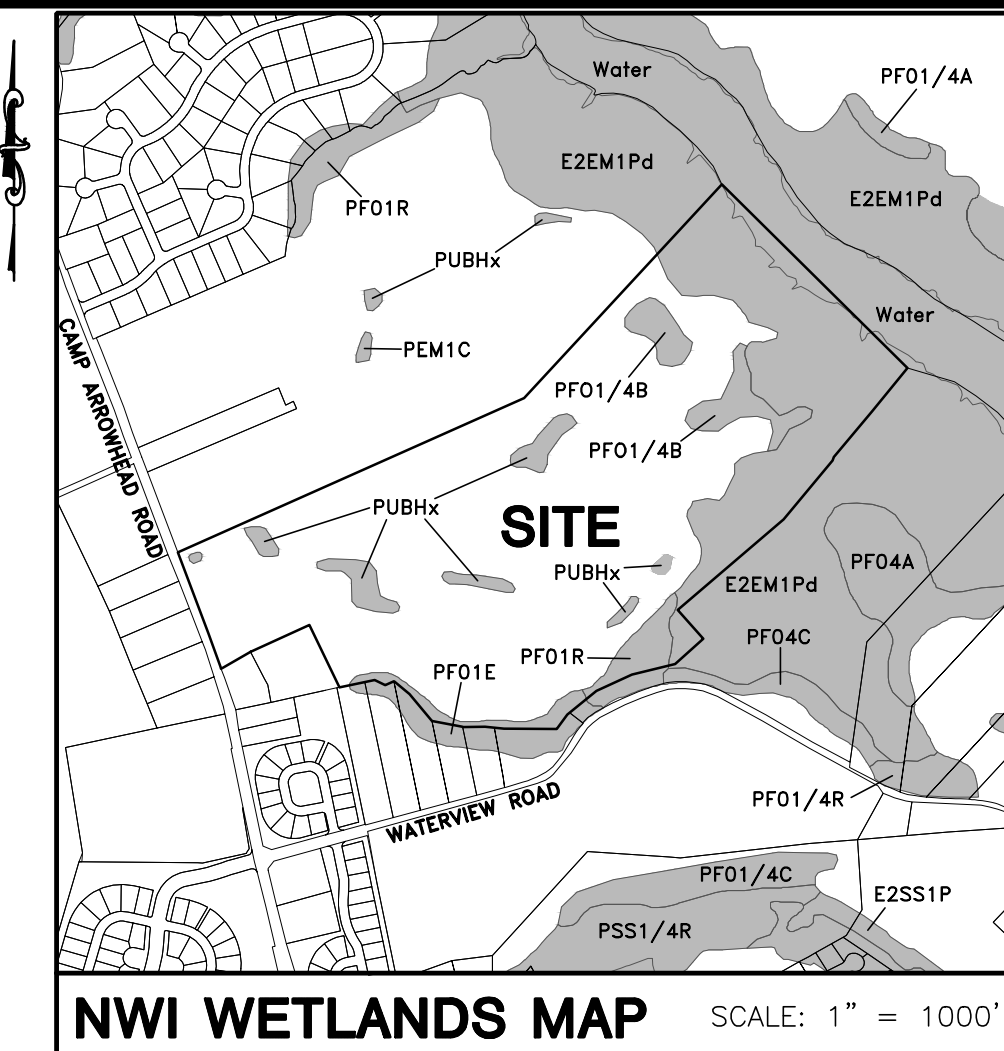 Water
PF01/4A
E2EM1Pd
E2EM1Pd
PF01R
PUBHx
Water
PEM1C
CAMP ARROWHEAD ROAD
PF01/4B
PF01/4B
PUBHx
SITE
PUBHx
E2EM1Pd
PF04A
PF04C
PF01R
PF01E
WATERVIEW ROAD
PF01/4R
PF01/4C
E2SS1P
PSS1/4R
NWI WETLANDS MAP
SCALE: 1" = 1000'